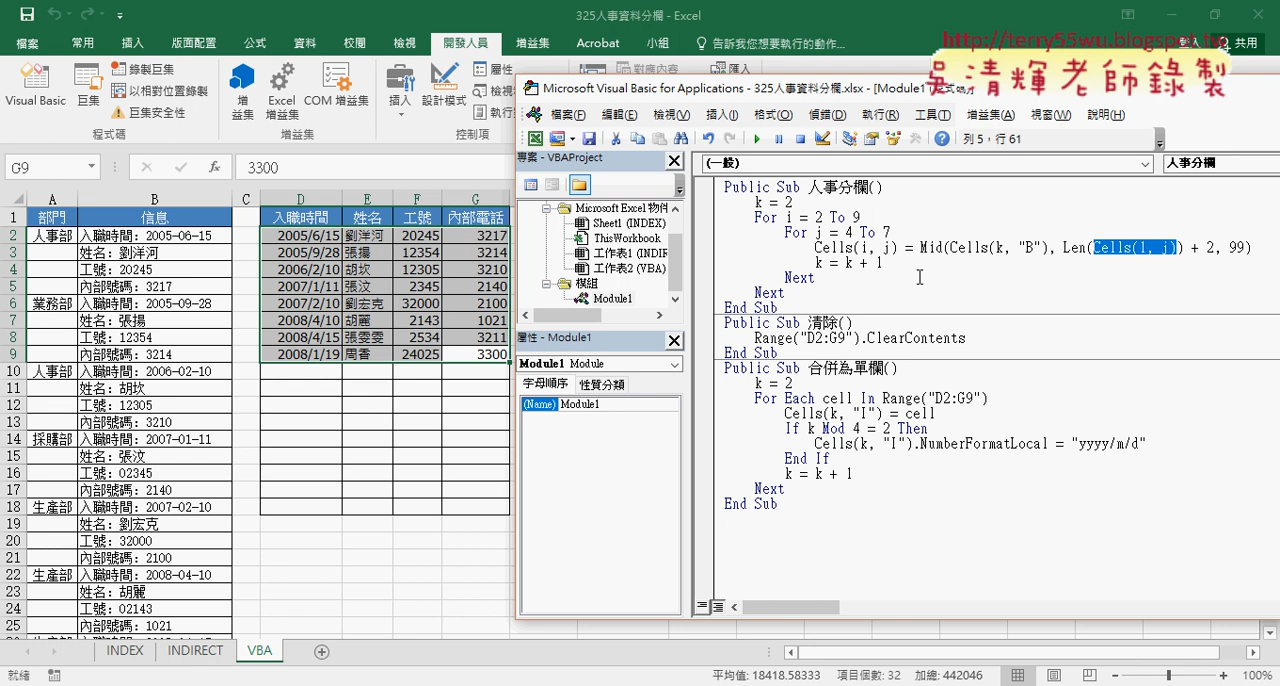 325人事資料分欄 - Excel
http://terry55wu.blogspot.tw
吳清輝老師錄製
檔案 常用 插入 版面配置 公式 資料 校閱 檢視 開發人員 增益集 Acrobat 小組 告訴我您想要執行的動作... 登入 共用
Visual Basic 巨集 錄製巨集 以相對位置錄製 巨集安全性 增益集 Excel 增益集 COM 增益集 插入 設計模式 屬性 匯入
程式碼 增益集 控制項
G9 fx 3300
A B C D E F G
1 部門 信息 入職時間 姓名 工號 內部電話
2 人事部 入職時間: 2005-06-15 2005/6/15 劉洋河 20245 3217
3 姓名: 劉洋河 2005/9/28 張揚 12354 3214
4 工號: 20245 2006/2/10 胡坎 12305 3210
5 內部號碼: 3217 2007/1/11 張汶 2345 2140
6 業務部 入職時間: 2005-09-28 2007/2/10 劉宏克 32000 2100
7 姓名: 張揚 2008/4/10 胡麗 2143 1021
8 工號: 12354 2008/4/15 張雯雯 2534 3211
9 內部號碼: 3214 2008/1/19 周香 24025 3300
10 人事部 入職時間: 2006-02-10
11 姓名: 胡坎
12 工號: 12305
13 內部號碼: 3210
14 採購部 入職時間: 2007-01-11
15 姓名: 張汶
16 工號: 02345
17 內部號碼: 2140
18 生產部 入職時間: 2007-02-10
19 姓名: 劉宏克
20 工號: 32000
21 內部號碼: 2100
22 生產部 入職時間: 2008-04-10
23 姓名: 胡麗
24 工號: 02143
25 內部號碼: 1021
INDEX INDIRECT VBA
就緒 平均值: 18418.58333 項目個數: 32 加總: 442046 100%
Microsoft Visual Basic for Applications - 325人事資料分欄.xlsx - [Module1
檔案(F) 編輯(E) 檢視(V) 插入(I) 格式(O) 偵錯(D) 執行(R) 工具(T) 增益集(A) 視窗(W) 說明(H)
列 5, 行 61
專案 - VBAProject
Microsoft Excel 物件
Sheet1 (INDEX)
ThisWorkbook
工作表1 (INDIR
工作表2 (VBA)
模組
Module1
屬性 - Module1
Module1 Module
字母順序 性質分類
(Name) Module1
(一般) 人事分欄
Public Sub 人事分欄()
k = 2
For i = 2 To 9
For j = 4 To 7
Cells(i, j) = Mid(Cells(k, "B"), Len(Cells(1, j)) + 2, 99)
k = k + 1
Next
Next
End Sub
Public Sub 清除()
Range("D2:G9").ClearContents
End Sub
Public Sub 合併為單欄()
k = 2
For Each cell In Range("D2:G9")
Cells(k, "I") = cell
If k Mod 4 = 2 Then
Cells(k, "I").NumberFormatLocal = "yyyy/m/d"
End If
k = k + 1
Next
End Sub